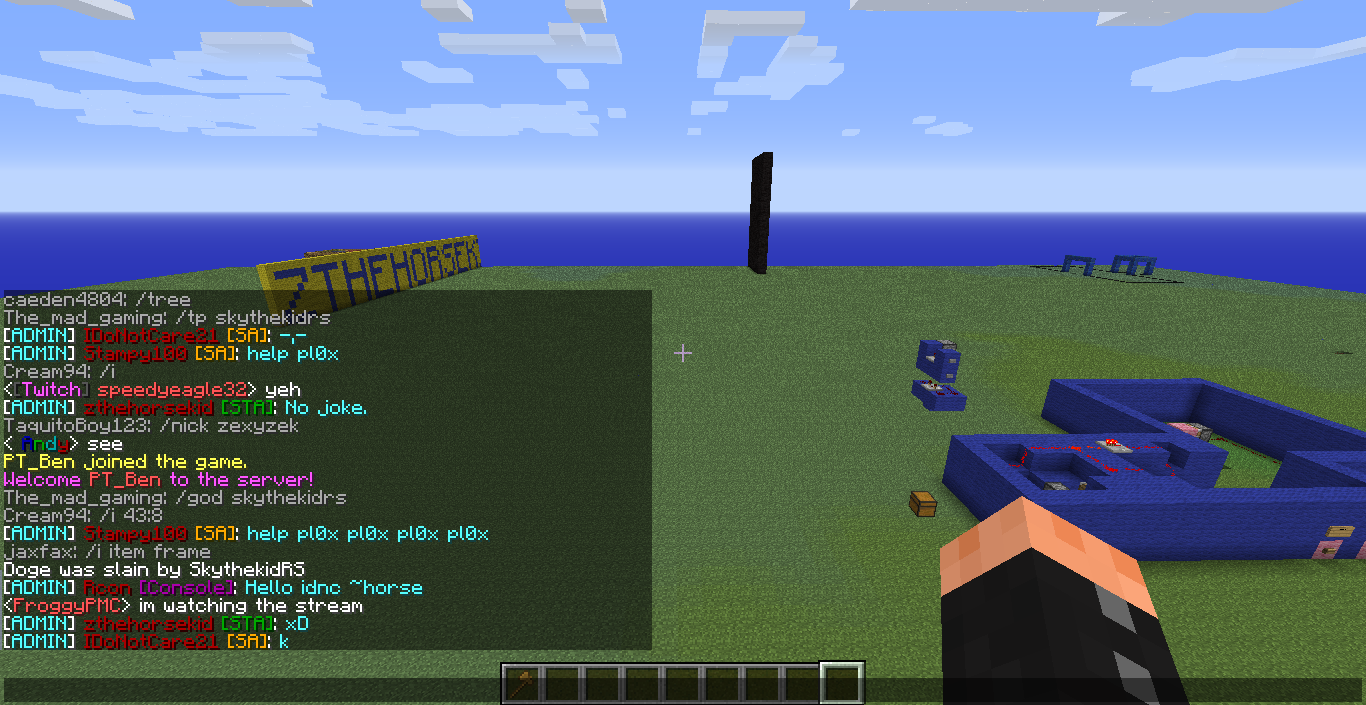 ZTHEHORSEK
caeden4804: /tree
The_mad_gaming: /tp skythekidrs
[ADMIN] IDoNotCare21 [SA]: -,-
[ADMIN] Stampy100 [SA]: help pl0x
Cream94: /i
<[Twitch] speedyeagle32> yeh
[ADMIN] zthehorsekid [STA]: No joke.
TaquitoBoy123: /nick zexyzek
< Andy> see
PT_Ben joined the game.
Welcome PT_Ben to the server!
The_mad_gaming: /god skythekidrs
Cream94: /i 43:8
[ADMIN] Stampy100 [SA]: help pl0x pl0x pl0x pl0x
jaxfax: /i item frame
Doge was slain by SkythekidRS
[ADMIN] Rcon [Console]: Hello idnc ~horse
<FroggyPMC> im watching the stream
[ADMIN] zthehorsekid [STA]: xD
[ADMIN] IDoNotCare21 [SA]: k